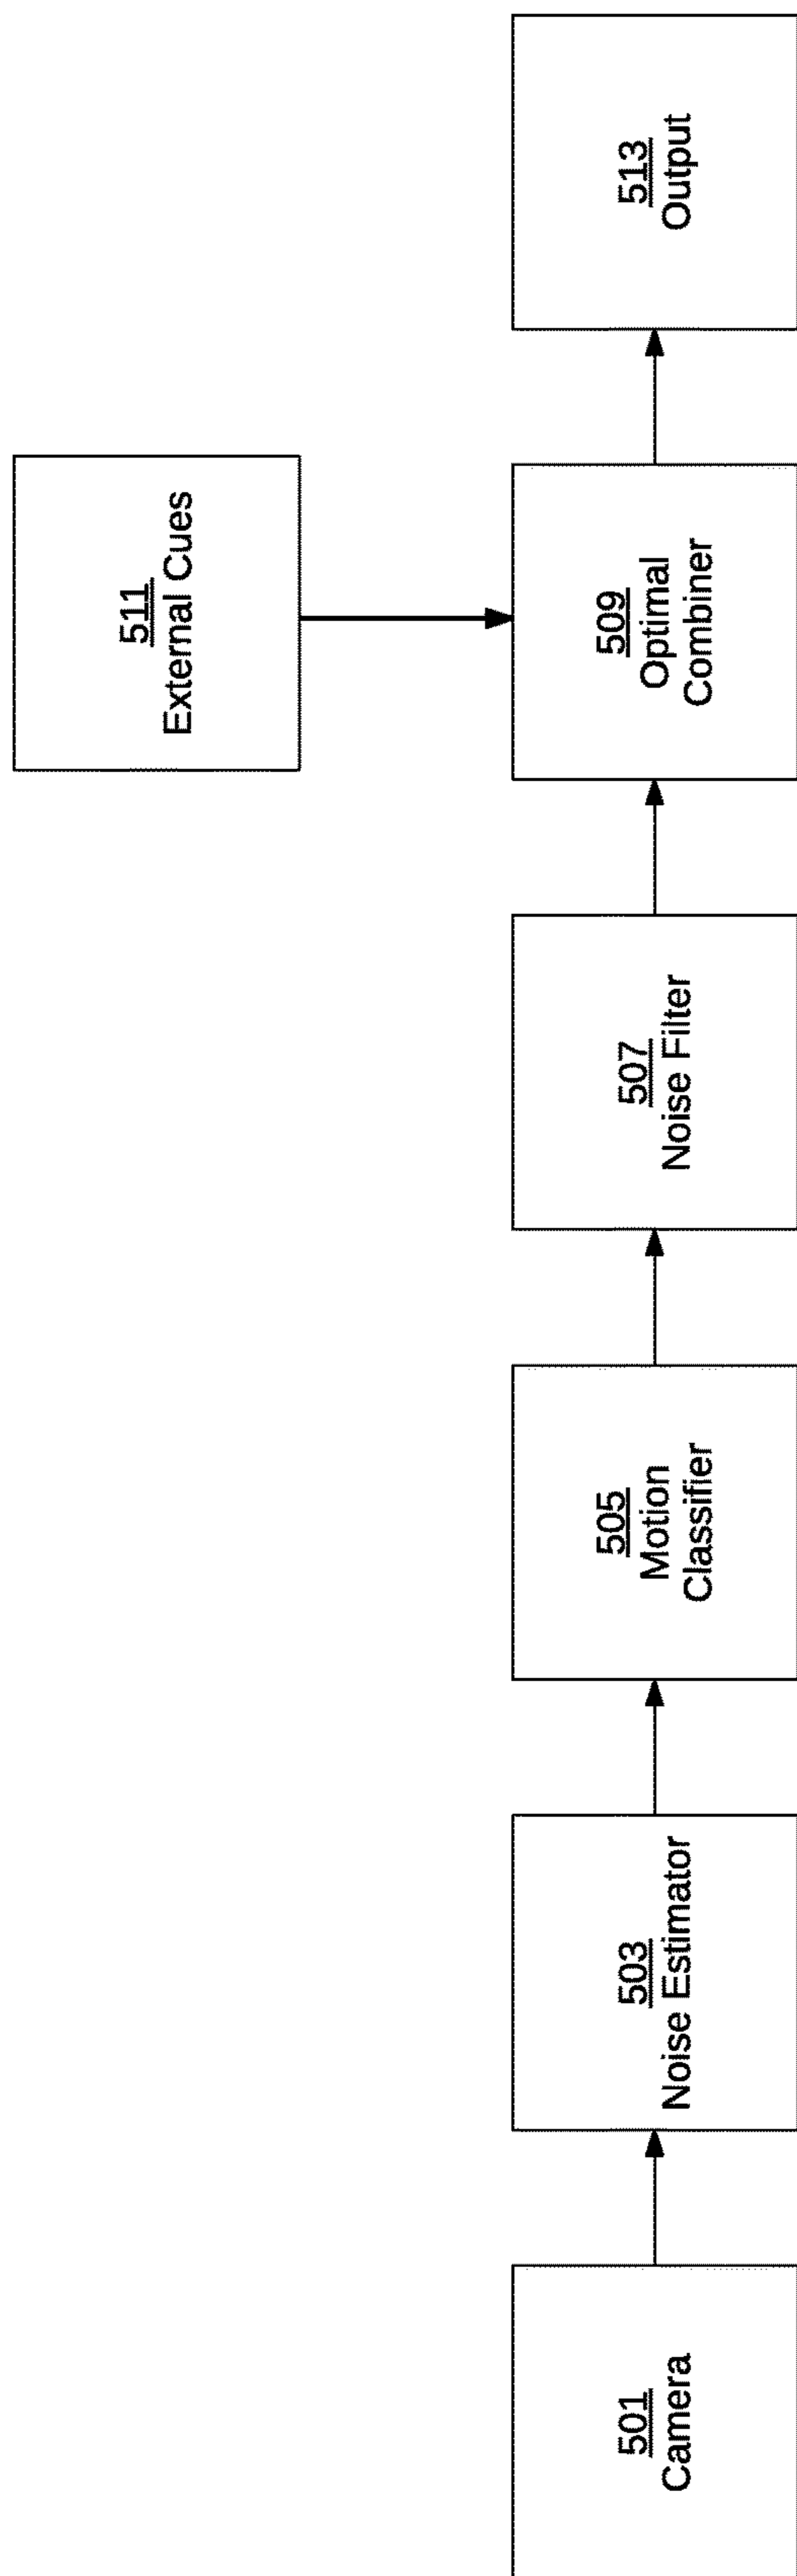 511
External Cues
501
Camera
503
Noise Estimator
505
Motion
Classifier
507
Noise Filter
509
Optimal
Combiner
513
Output